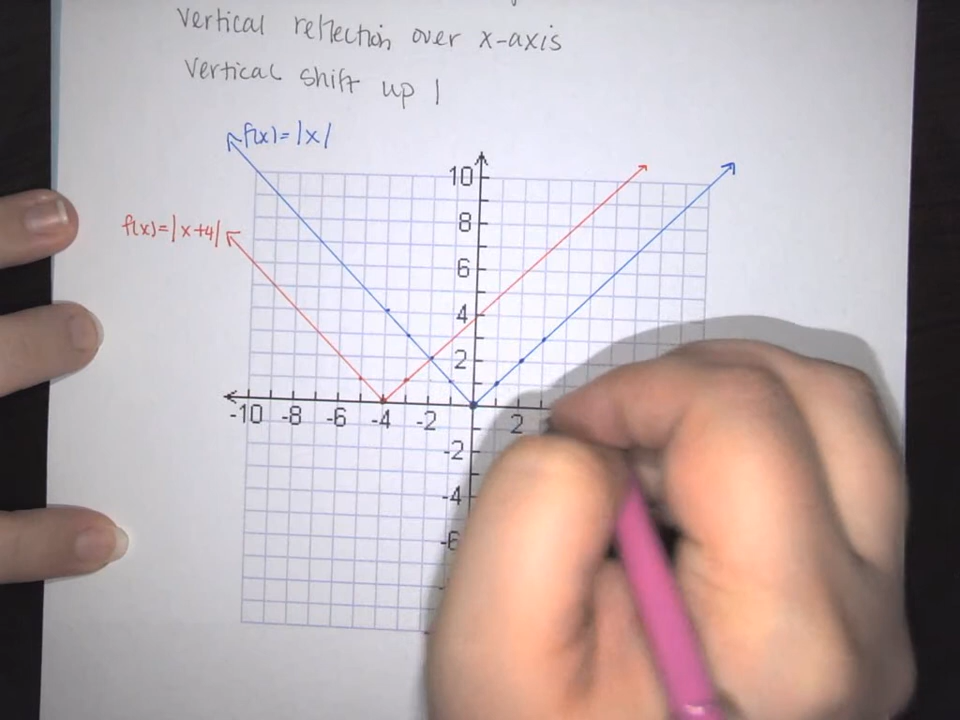 Vertical reflection over x-axis
Vertical shift up 1
f(x)=|x|
f(x)=|x+4|
10
8
6
4
2
-10 -8 -6 -4 -2 2
-2
-4
-6